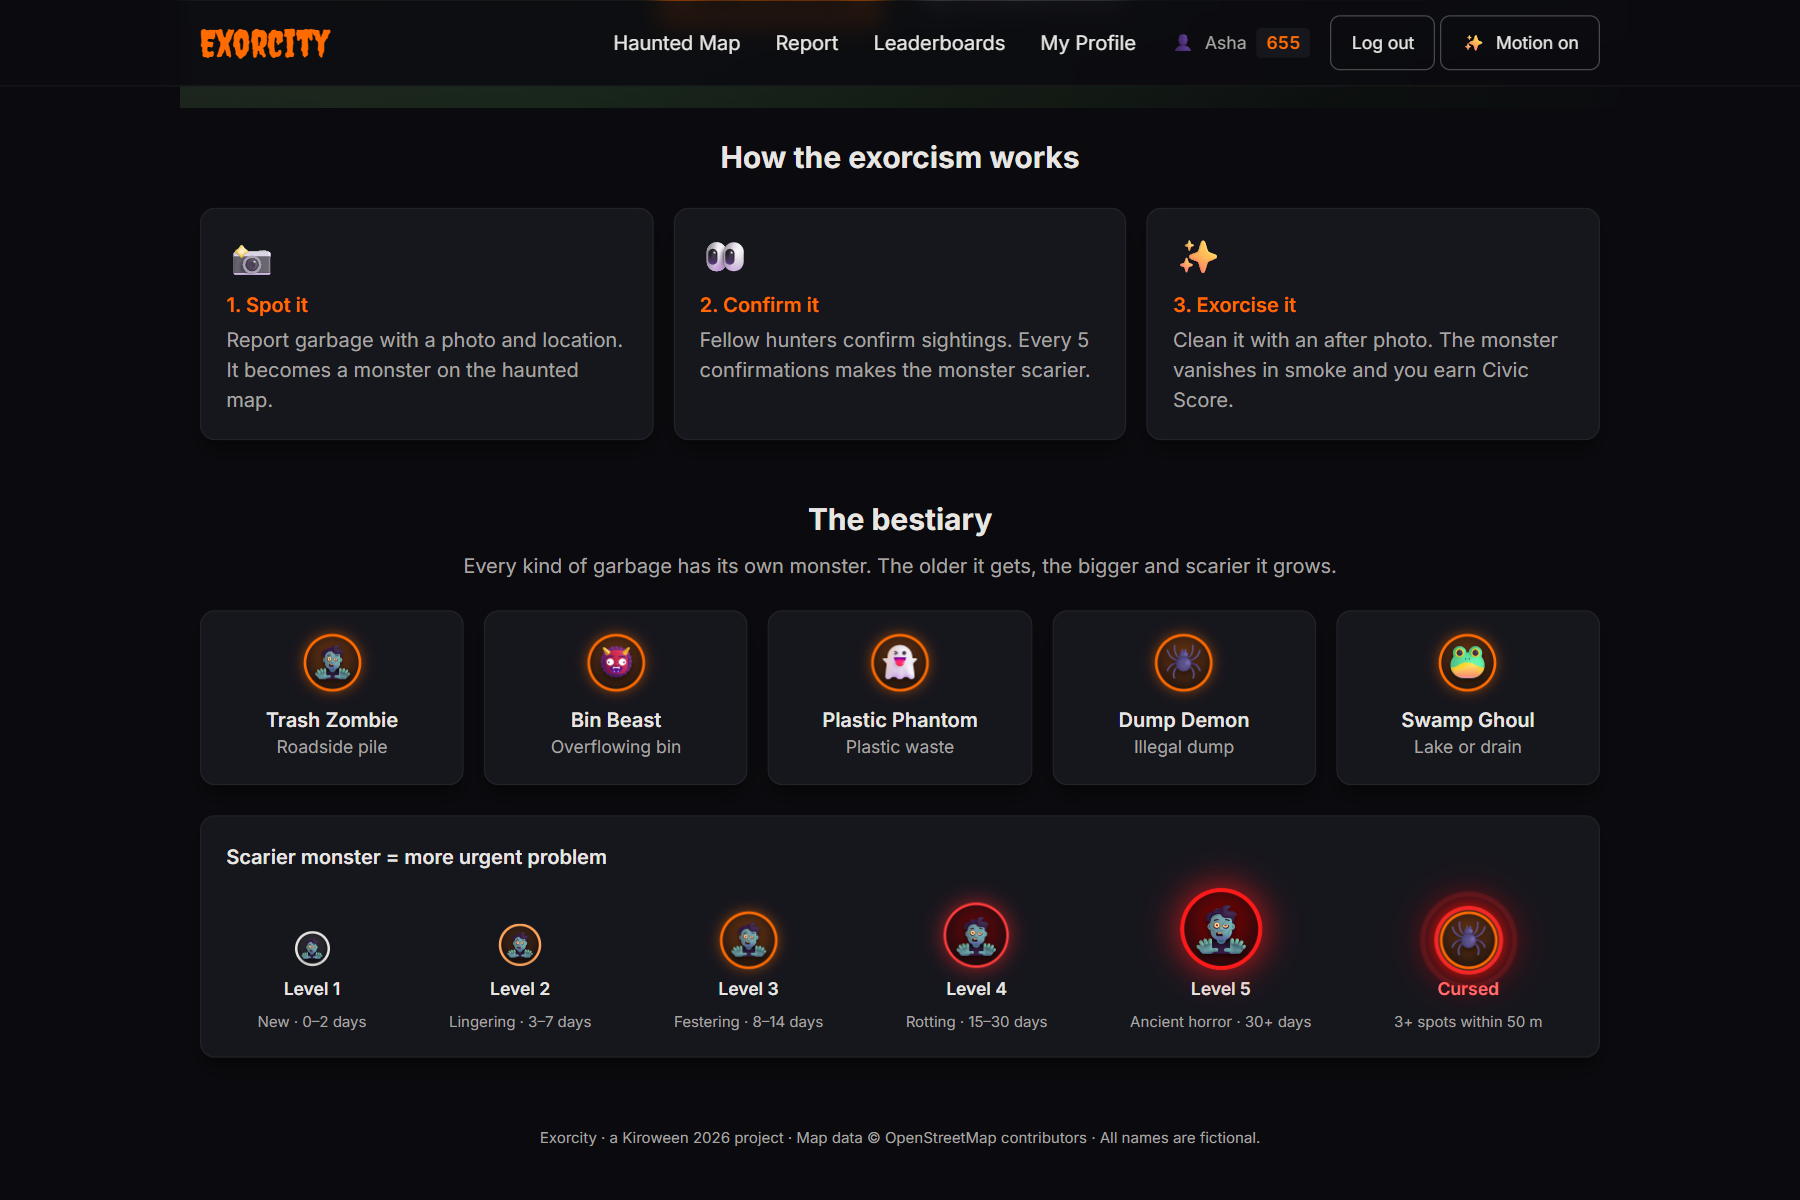 EXORCITY
Haunted Map
Report
Leaderboards
My Profile
Asha
655
Log out
Motion on
How the exorcism works
1. Spot it
Report garbage with a photo and location.
It becomes a monster on the haunted
map.
2. Confirm it
Fellow hunters confirm sightings. Every 5
confirmations makes the monster scarier.
3. Exorcise it
Clean it with an after photo. The monster
vanishes in smoke and you earn Civic
Score.
The bestiary
Every kind of garbage has its own monster. The older it gets, the bigger and scarier it grows.
Trash Zombie
Roadside pile
Bin Beast
Overflowing bin
Plastic Phantom
Plastic waste
Dump Demon
Illegal dump
Swamp Ghoul
Lake or drain
Scarier monster = more urgent problem
Level 1
New · 0–2 days
Level 2
Lingering · 3–7 days
Level 3
Festering · 8–14 days
Level 4
Rotting · 15–30 days
Level 5
Ancient horror · 30+ days
Cursed
3+ spots within 50 m
Exorcity · a Kiroween 2026 project · Map data © OpenStreetMap contributors · All names are fictional.